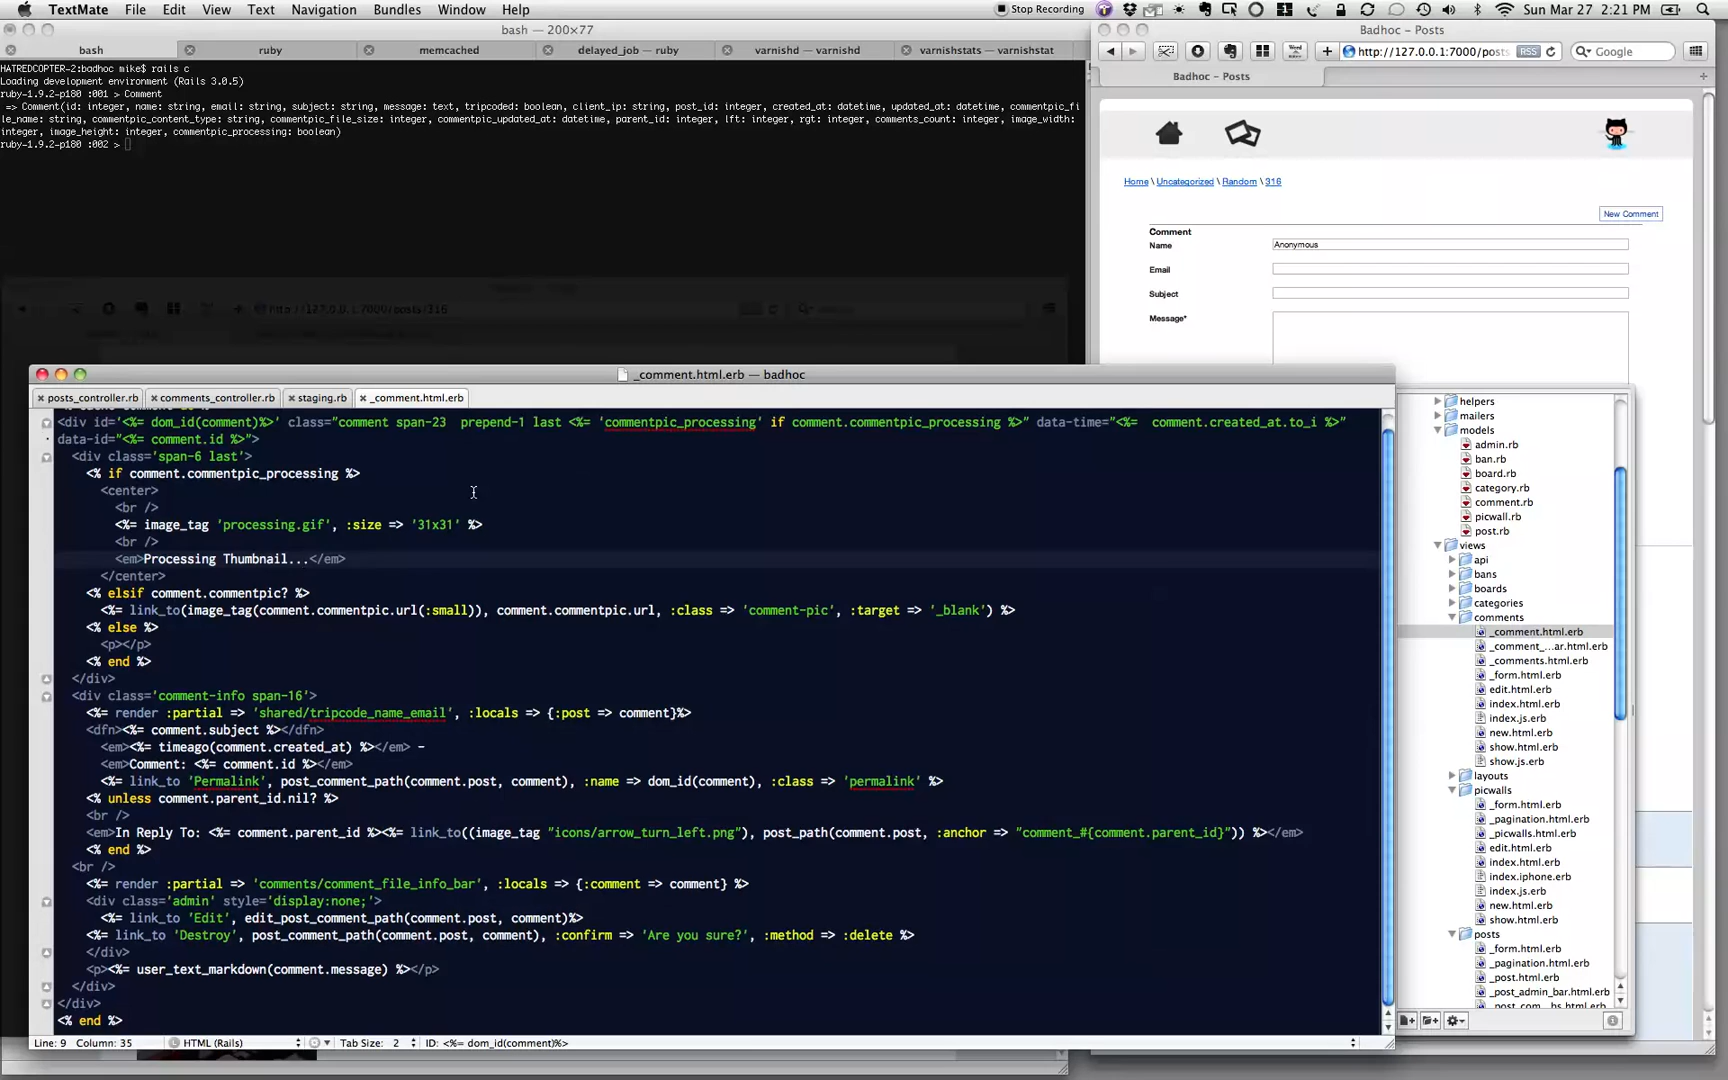 TextMate File Edit View Text Navigation Bundles Window Help
Stop Recording
Sun Mar 27 2:21 PM
bash — 200×77
bash
ruby
memcached
delayed_job — ruby
varnishd — varnishd
varnishstats — varnishstat
HATREDCOPTER-2:badhoc mike$ rails c
Loading development environment (Rails 3.0.5)
ruby-1.9.2-p180 :001 > Comment
=> Comment(id: integer, name: string, email: string, subject: string, message: text, tripcoded: boolean, client_ip: string, post_id: integer, created_at: datetime, updated_at: datetime, commentpic_fi
le_name: string, commentpic_content_type: string, commentpic_file_size: integer, commentpic_updated_at: datetime, parent_id: integer, lft: integer, rgt: integer, comments_count: integer, image_width:
integer, image_height: integer, commentpic_processing: boolean)
ruby-1.9.2-p180 :002 >
http://127.0.0.1:7000/posts/316
Badhoc – Posts
http://127.0.0.1:7000/posts
RSS
Google
Badhoc – Posts
Home \ Uncategorized \ Random \ 316
New Comment
Comment
Name
Anonymous
Email
Subject
Message*
_comment.html.erb — badhoc
posts_controller.rb
comments_controller.rb
staging.rb
_comment.html.erb
<div id='<%= dom_id(comment)%>' class="comment span-23  prepend-1 last <%= 'commentpic_processing' if comment.commentpic_processing %>" data-time="<%=  comment.created_at.to_i %>"
data-id="<%= comment.id %>">
<div class='span-6 last'>
<% if comment.commentpic_processing %>
<center>
<br />
<%= image_tag 'processing.gif', :size => '31x31' %>
<br />
<em>Processing Thumbnail...</em>
</center>
<% elsif comment.commentpic? %>
<%= link_to(image_tag(comment.commentpic.url(:small)), comment.commentpic.url, :class => 'comment-pic', :target => '_blank') %>
<% else %>
<p></p>
<% end %>
</div>
<div class='comment-info span-16'>
<%= render :partial => 'shared/tripcode_name_email', :locals => {:post => comment}%>
<dfn><%= comment.subject %></dfn>
<em><%= timeago(comment.created_at) %></em> –
<em>Comment: <%= comment.id %></em>
<%= link_to 'Permalink', post_comment_path(comment.post, comment), :name => dom_id(comment), :class => 'permalink' %>
<% unless comment.parent_id.nil? %>
<br />
<em>In Reply To: <%= comment.parent_id %><%= link_to((image_tag "icons/arrow_turn_left.png"), post_path(comment.post, :anchor => "comment_#{comment.parent_id}")) %></em>
<% end %>
<br />
<%= render :partial => 'comments/comment_file_info_bar', :locals => {:comment => comment} %>
<div class='admin' style='display:none;'>
<%= link_to 'Edit', edit_post_comment_path(comment.post, comment)%>
<%= link_to 'Destroy', post_comment_path(comment.post, comment), :confirm => 'Are you sure?', :method => :delete %>
</div>
<p><%= user_text_markdown(comment.message) %></p>
</div>
</div>
<% end %>
Line: 9 Column: 35
HTML (Rails)
Tab Size: 2
ID: <%= dom_id(comment)%>
helpers
mailers
models
admin.rb
ban.rb
board.rb
category.rb
comment.rb
picwall.rb
post.rb
views
api
bans
boards
categories
comments
_comment.html.erb
_comment_...ar.html.erb
_comments.html.erb
_form.html.erb
edit.html.erb
index.html.erb
index.js.erb
new.html.erb
show.html.erb
show.js.erb
layouts
picwalls
_form.html.erb
_pagination.html.erb
_picwalls.html.erb
edit.html.erb
index.html.erb
index.iphone.erb
index.js.erb
new.html.erb
show.html.erb
posts
_form.html.erb
_pagination.html.erb
_post.html.erb
_post_admin_bar.html.erb